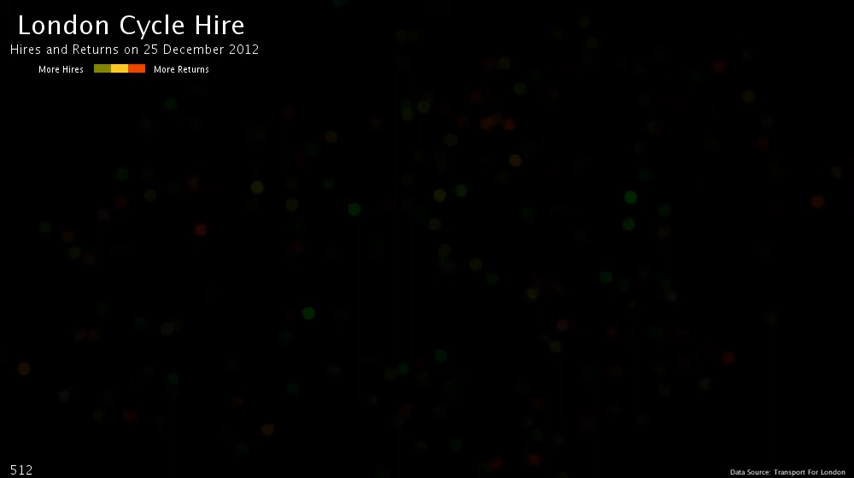 London Cycle Hire
Hires and Returns on 25 December 2012
More Hires More Returns
512
Data Source: Transport For London